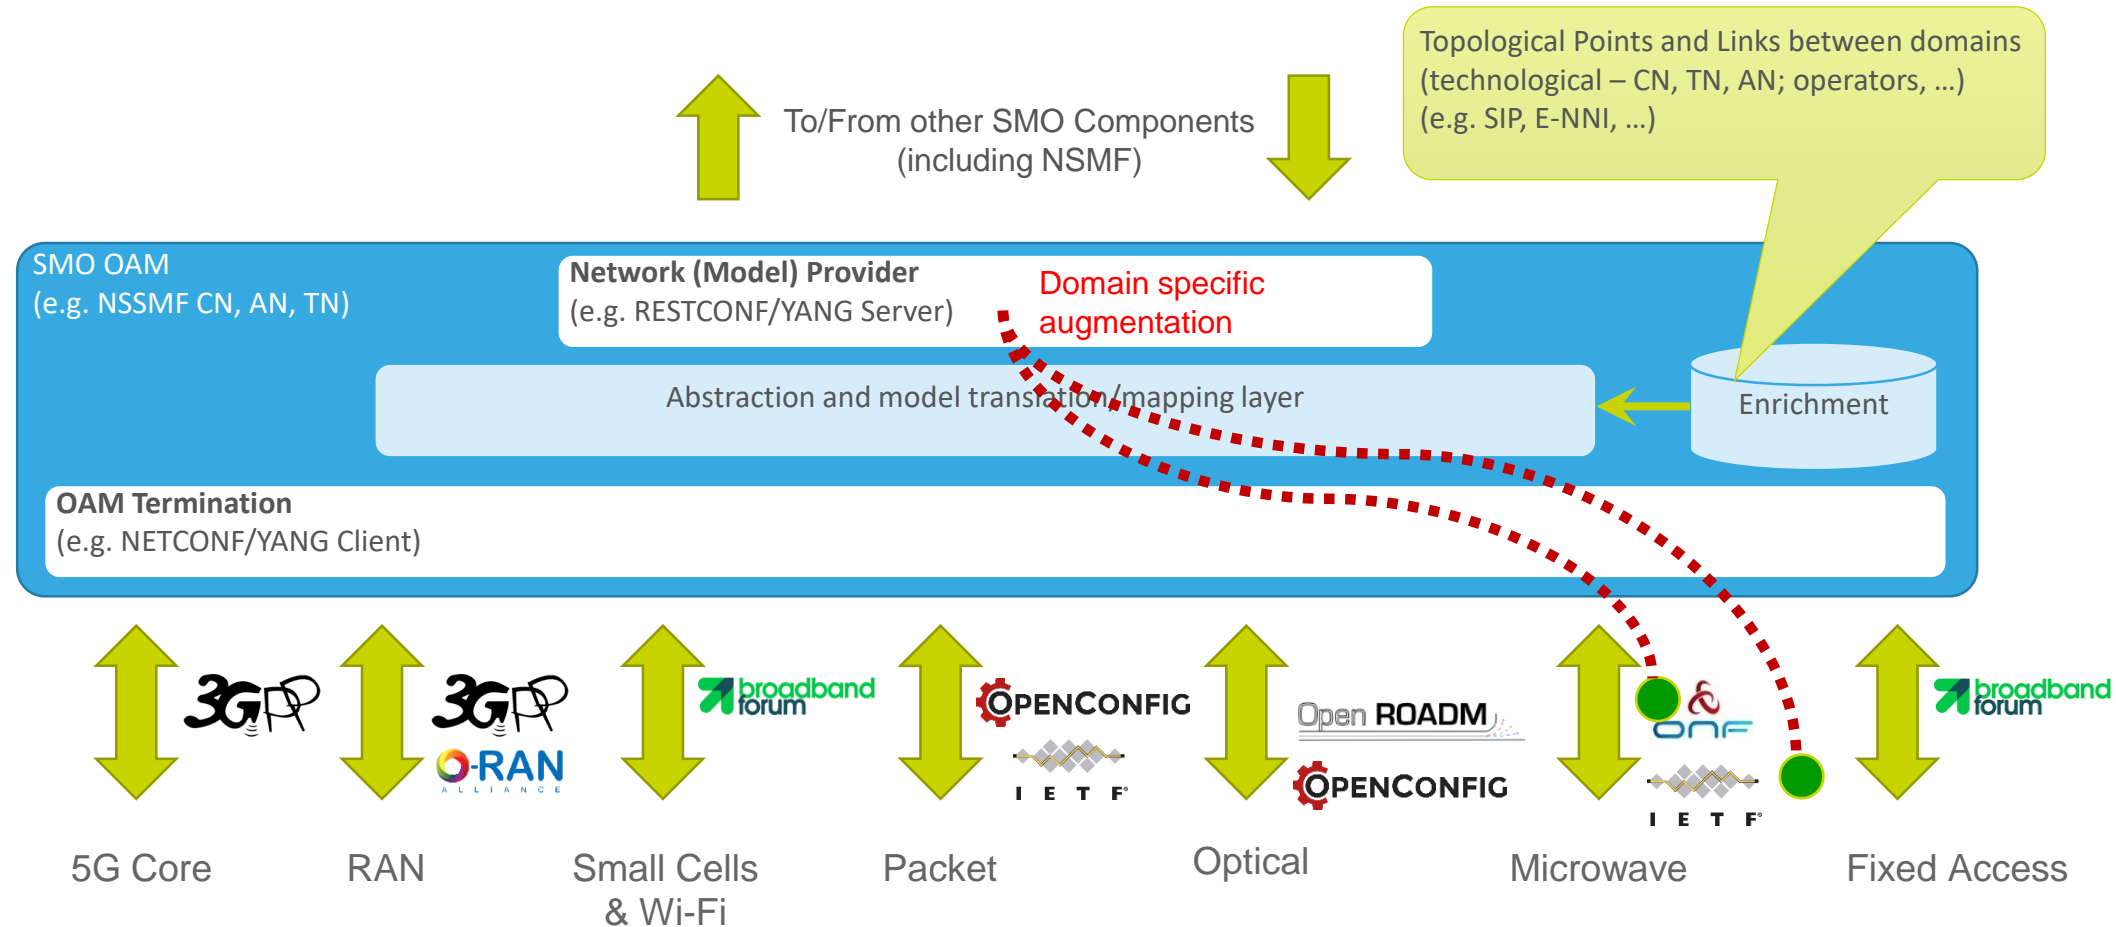 Topological Points and Links between domains
(technological – CN, TN, AN; operators, …)
(e.g. SIP, E-NNI, …)
To/From other SMO Components
(including NSMF)
SMO OAM
(e.g. NSSMF CN, AN, TN)
Network (Model) Provider
(e.g. RESTCONF/YANG Server)
Domain specific
augmentation
Abstraction and model translation/mapping layer
Enrichment
OAM Termination
(e.g. NETCONF/YANG Client)
3GPP
3GPP
O-RAN
ALLIANCE
broadband
forum
OPENCONFIG
IETF®
Open ROADM
OPENCONFIG
ONF
IETF®
broadband
forum
5G Core
RAN
Small Cells
& Wi-Fi
Packet
Optical
Microwave
Fixed Access